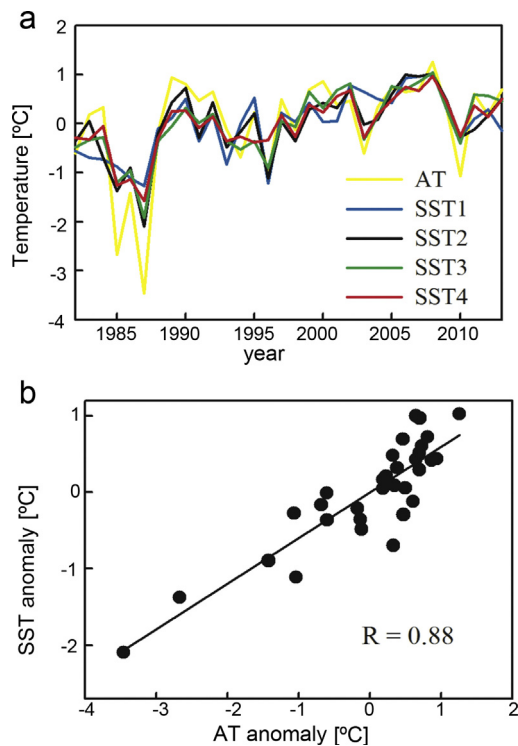 a
2
1
0
-1
-2
-3
-4
Temperature [ºC]
AT
SST1
SST2
SST3
SST4
1985 1990 1995 2000 2005 2010
year
b
1
0
-1
-2
SST anomaly [ºC]
R = 0.88
-4 -3 -2 -1 0 1 2
AT anomaly [ºC]